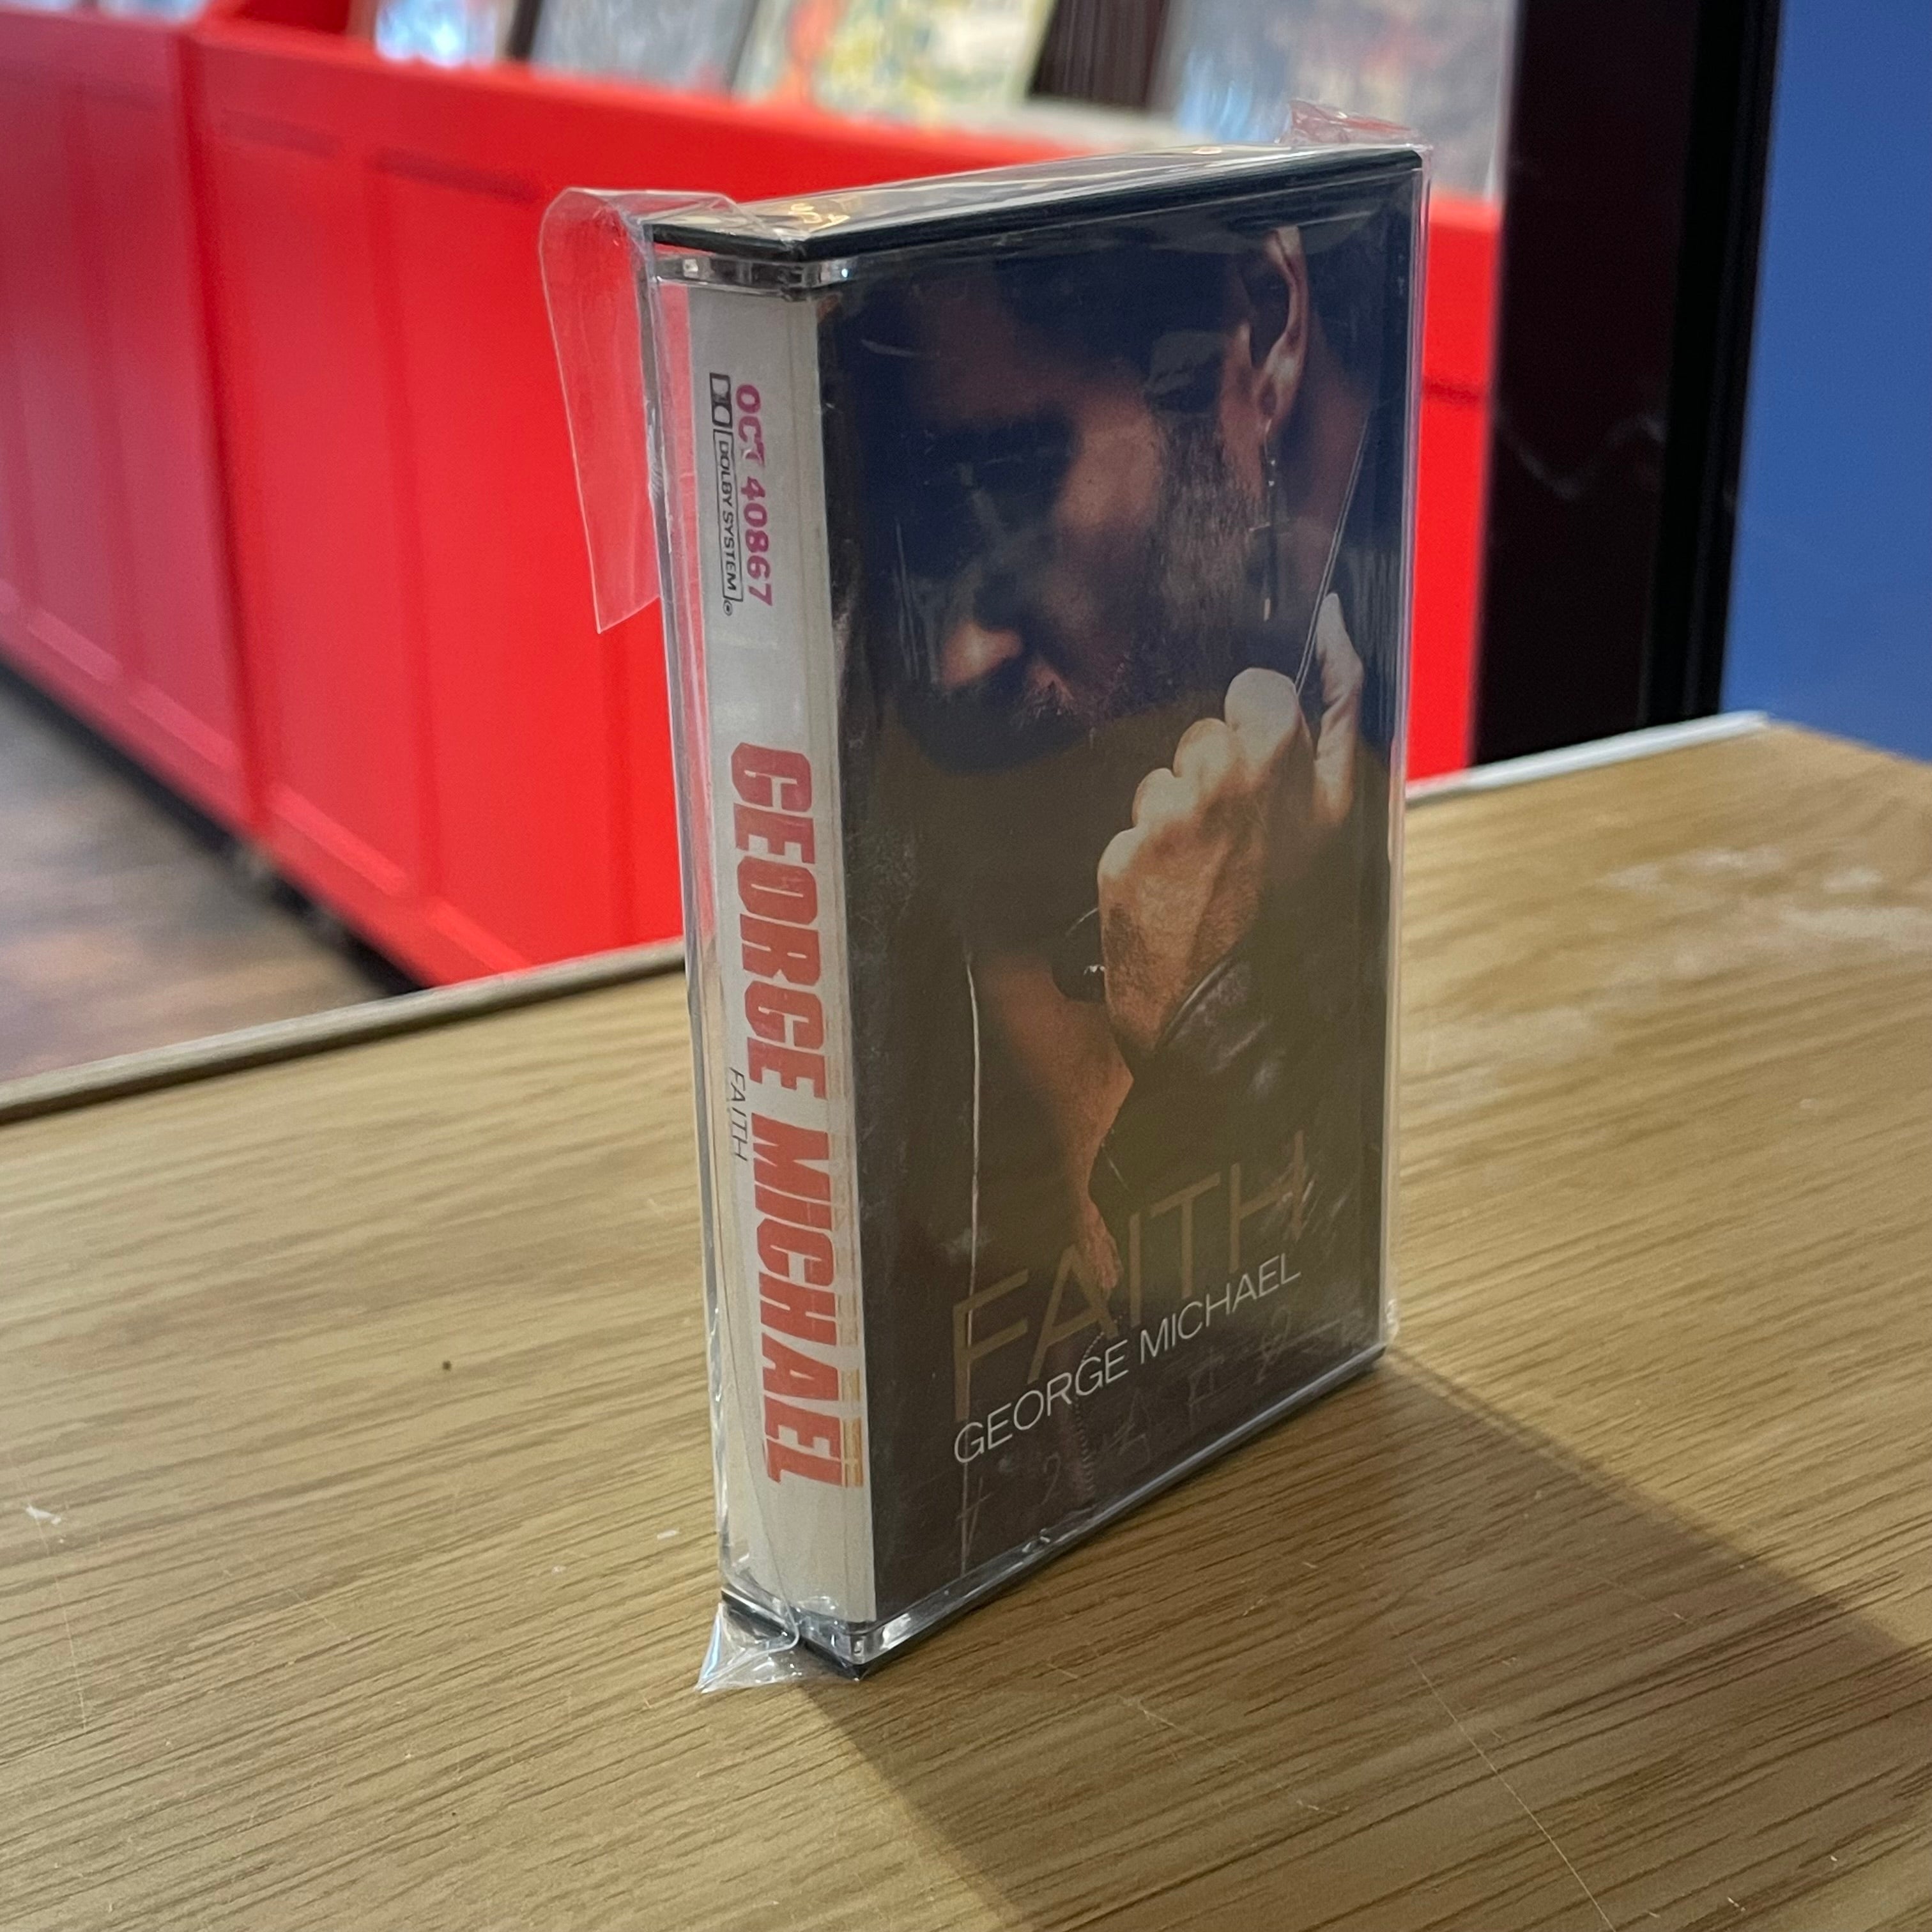 OCT 40867
DOLBY SYSTEM
GEORGE MICHAEL
FAITH
FAITH
GEORGE MICHAEL